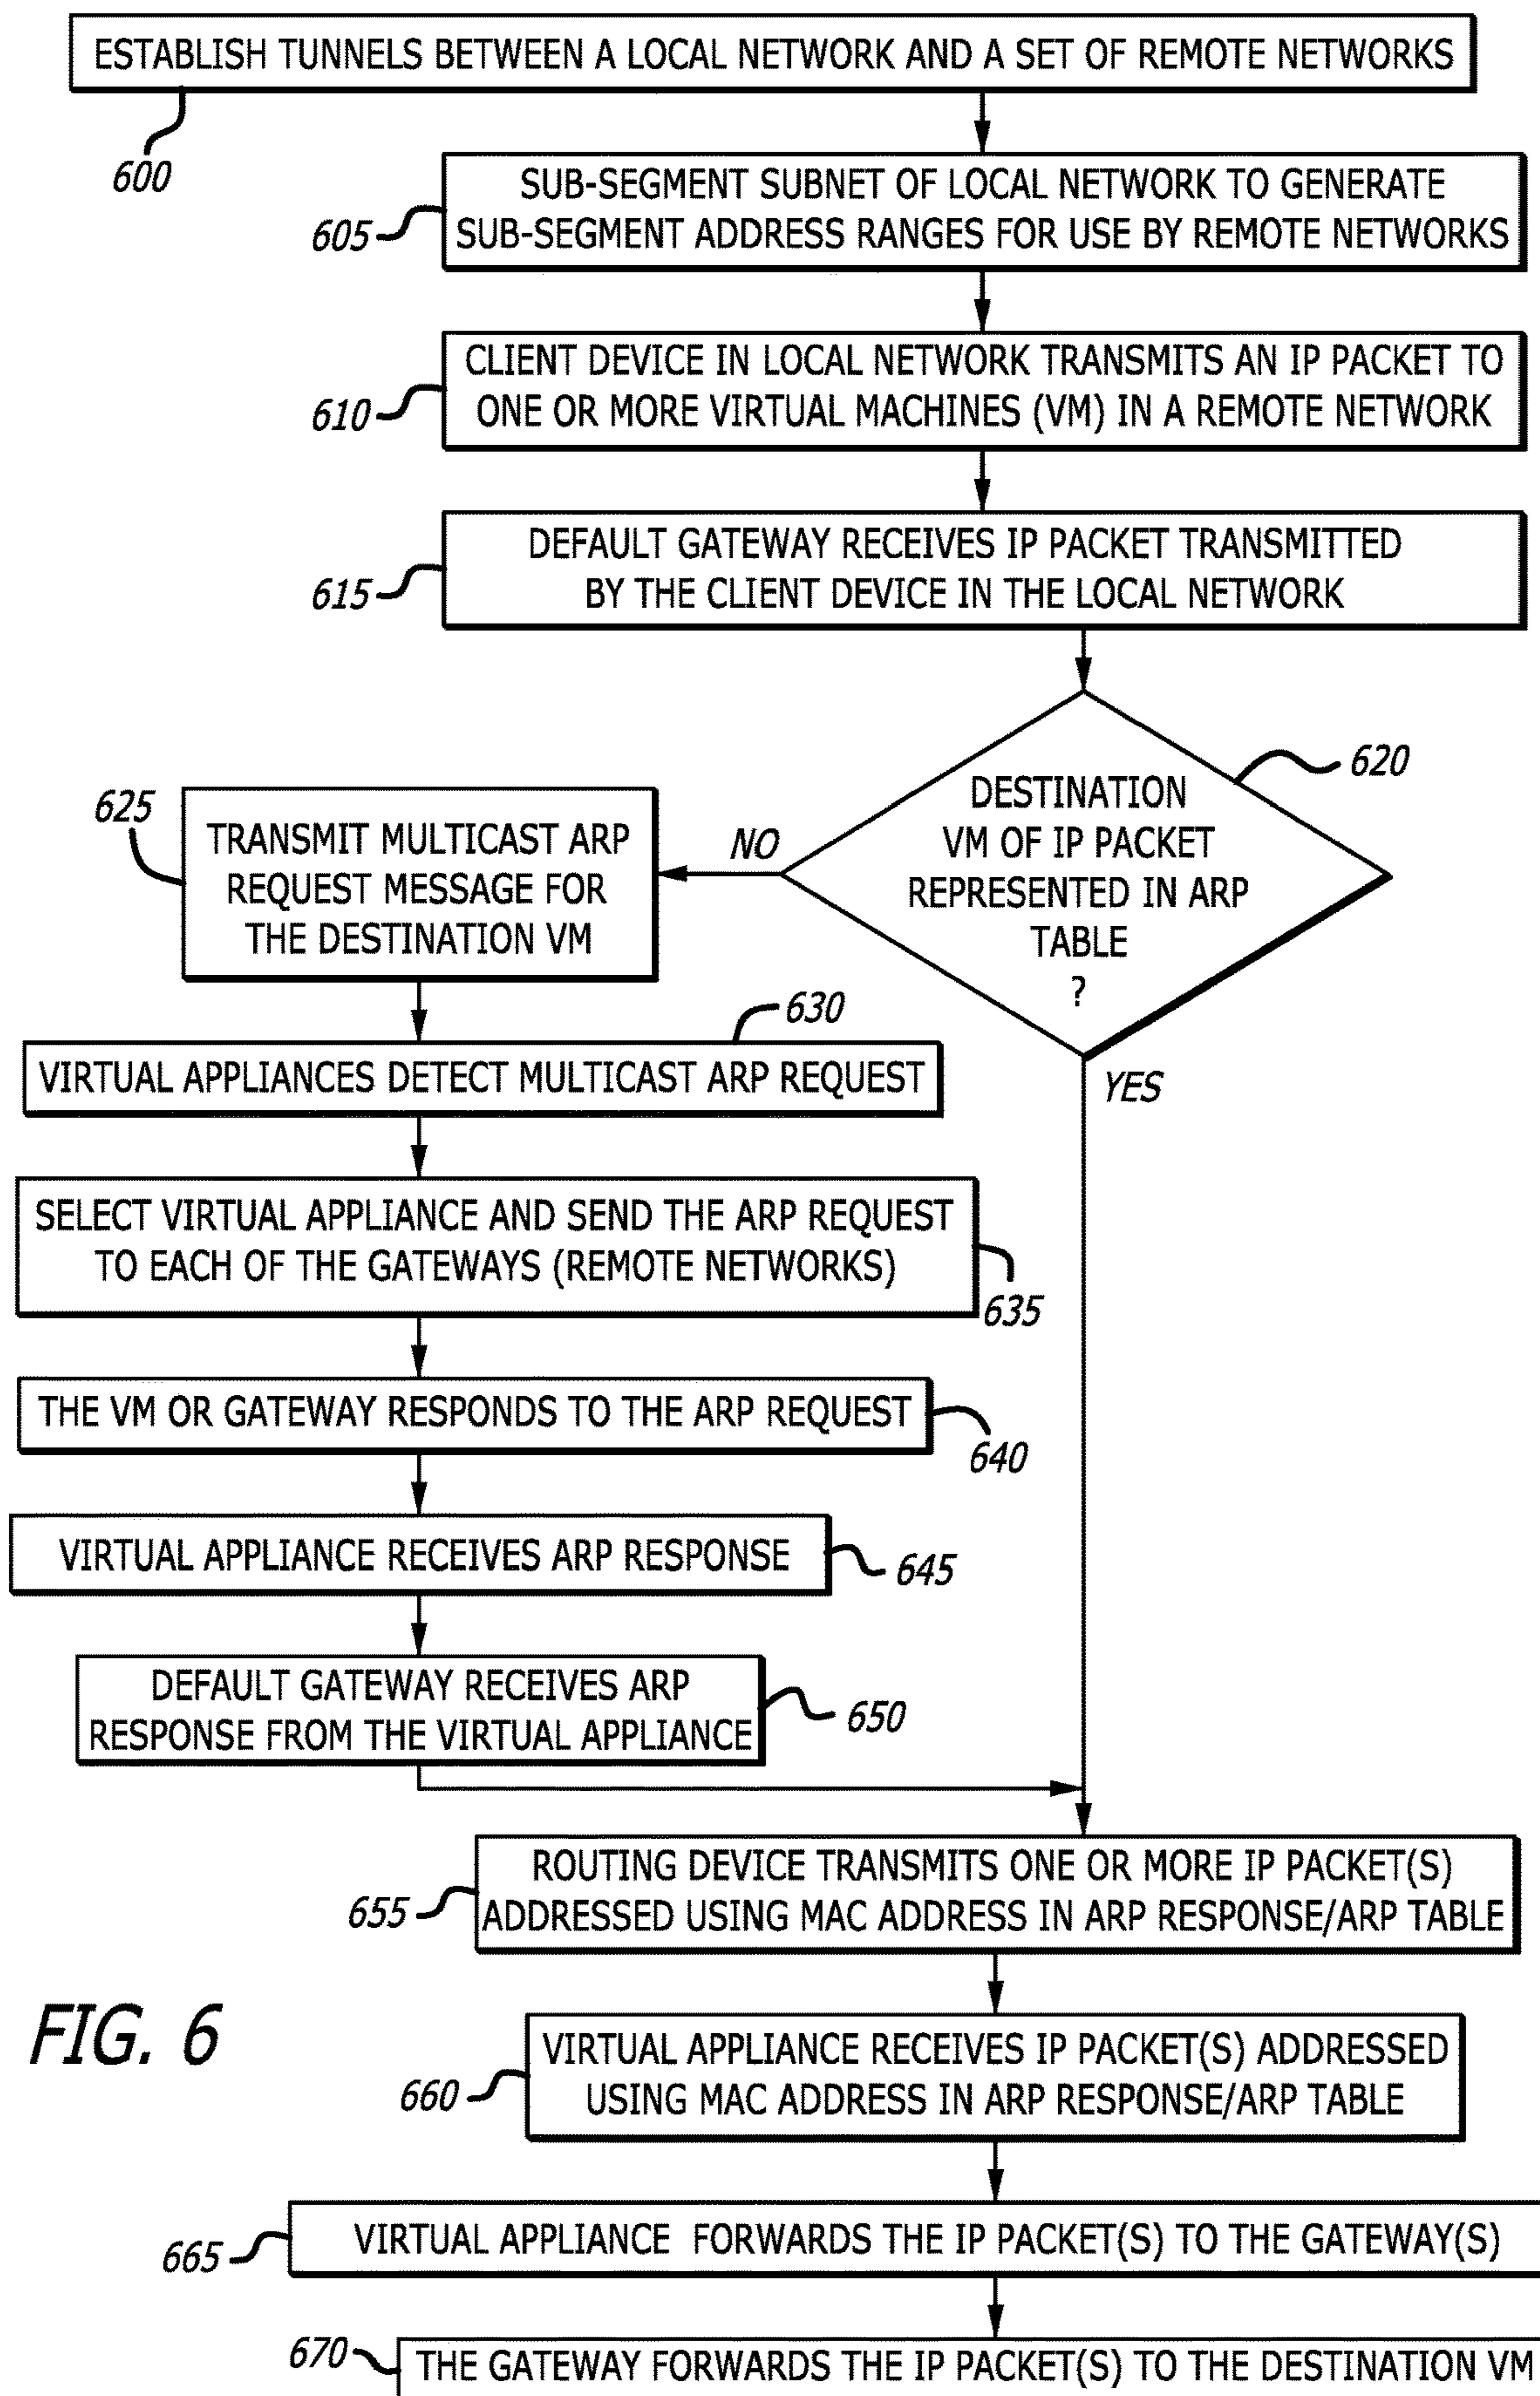 ESTABLISH TUNNELS BETWEEN A LOCAL NETWORK AND A SET OF REMOTE NETWORKS
600
SUB-SEGMENT SUBNET OF LOCAL NETWORK TO GENERATE
SUB-SEGMENT ADDRESS RANGES FOR USE BY REMOTE NETWORKS
605
CLIENT DEVICE IN LOCAL NETWORK TRANSMITS AN IP PACKET TO
ONE OR MORE VIRTUAL MACHINES (VM) IN A REMOTE NETWORK
610
DEFAULT GATEWAY RECEIVES IP PACKET TRANSMITTED
BY THE CLIENT DEVICE IN THE LOCAL NETWORK
615
DESTINATION
VM OF IP PACKET
REPRESENTED IN ARP
TABLE
?
620
NO
YES
625
TRANSMIT MULTICAST ARP
REQUEST MESSAGE FOR
THE DESTINATION VM
630
VIRTUAL APPLIANCES DETECT MULTICAST ARP REQUEST
SELECT VIRTUAL APPLIANCE AND SEND THE ARP REQUEST
TO EACH OF THE GATEWAYS (REMOTE NETWORKS)
635
THE VM OR GATEWAY RESPONDS TO THE ARP REQUEST
640
VIRTUAL APPLIANCE RECEIVES ARP RESPONSE
645
DEFAULT GATEWAY RECEIVES ARP
RESPONSE FROM THE VIRTUAL APPLIANCE
650
ROUTING DEVICE TRANSMITS ONE OR MORE IP PACKET(S)
ADDRESSED USING MAC ADDRESS IN ARP RESPONSE/ARP TABLE
655
FIG. 6
VIRTUAL APPLIANCE RECEIVES IP PACKET(S) ADDRESSED
USING MAC ADDRESS IN ARP RESPONSE/ARP TABLE
660
VIRTUAL APPLIANCE FORWARDS THE IP PACKET(S) TO THE GATEWAY(S)
665
670
THE GATEWAY FORWARDS THE IP PACKET(S) TO THE DESTINATION VM